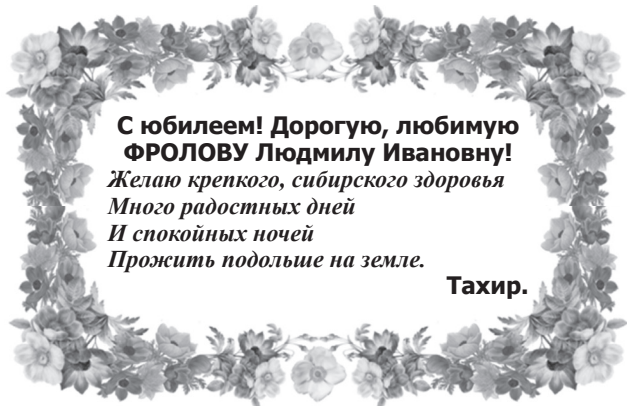 С юбилеем! Дорогую, любимую
ФРОЛОВУ Людмилу Ивановну!
Желаю крепкого, сибирского здоровья
Много радостных дней
И спокойных ночей
Прожить подольше на земле.
Тахир.